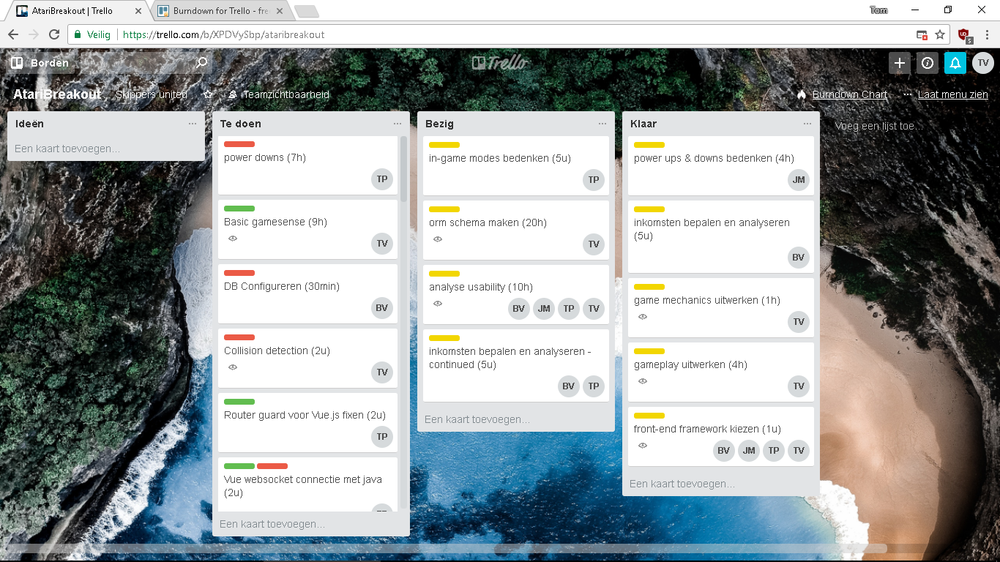 AtariBreakout | Trello
Burndown for Trello - fre
Tom
Veilig
https://trello.com/b/XPDVySbp/ataribreakout
5
Borden
Trello
TV
AtariBreakout
Skippers united
Teamzichtbaarheid
Burndown Chart
... Laat menu zien
Ideën
Een kaart toevoegen...
Te doen
power downs (7h)
TP
Basic gamesense (9h)
TV
DB Configureren (30min)
BV
Collision detection (2u)
TV
Router guard voor Vue.js fixen (2u)
TP
Vue websocket connectie met java
(2u)
Een kaart toevoegen...
Bezig
in-game modes bedenken (5u)
TP
orm schema maken (20h)
TV
analyse usability (10h)
BV JM TP TV
inkomsten bepalen en analyseren -
continued (5u)
BV TP
Een kaart toevoegen...
Klaar
power ups & downs bedenken (4h)
JM
inkomsten bepalen en analyseren
(5u)
BV
game mechanics uitwerken (1h)
TV
gameplay uitwerken (4h)
TV
front-end framework kiezen (1u)
BV JM TP TV
Een kaart toevoegen...
Voeg een lijst toe...